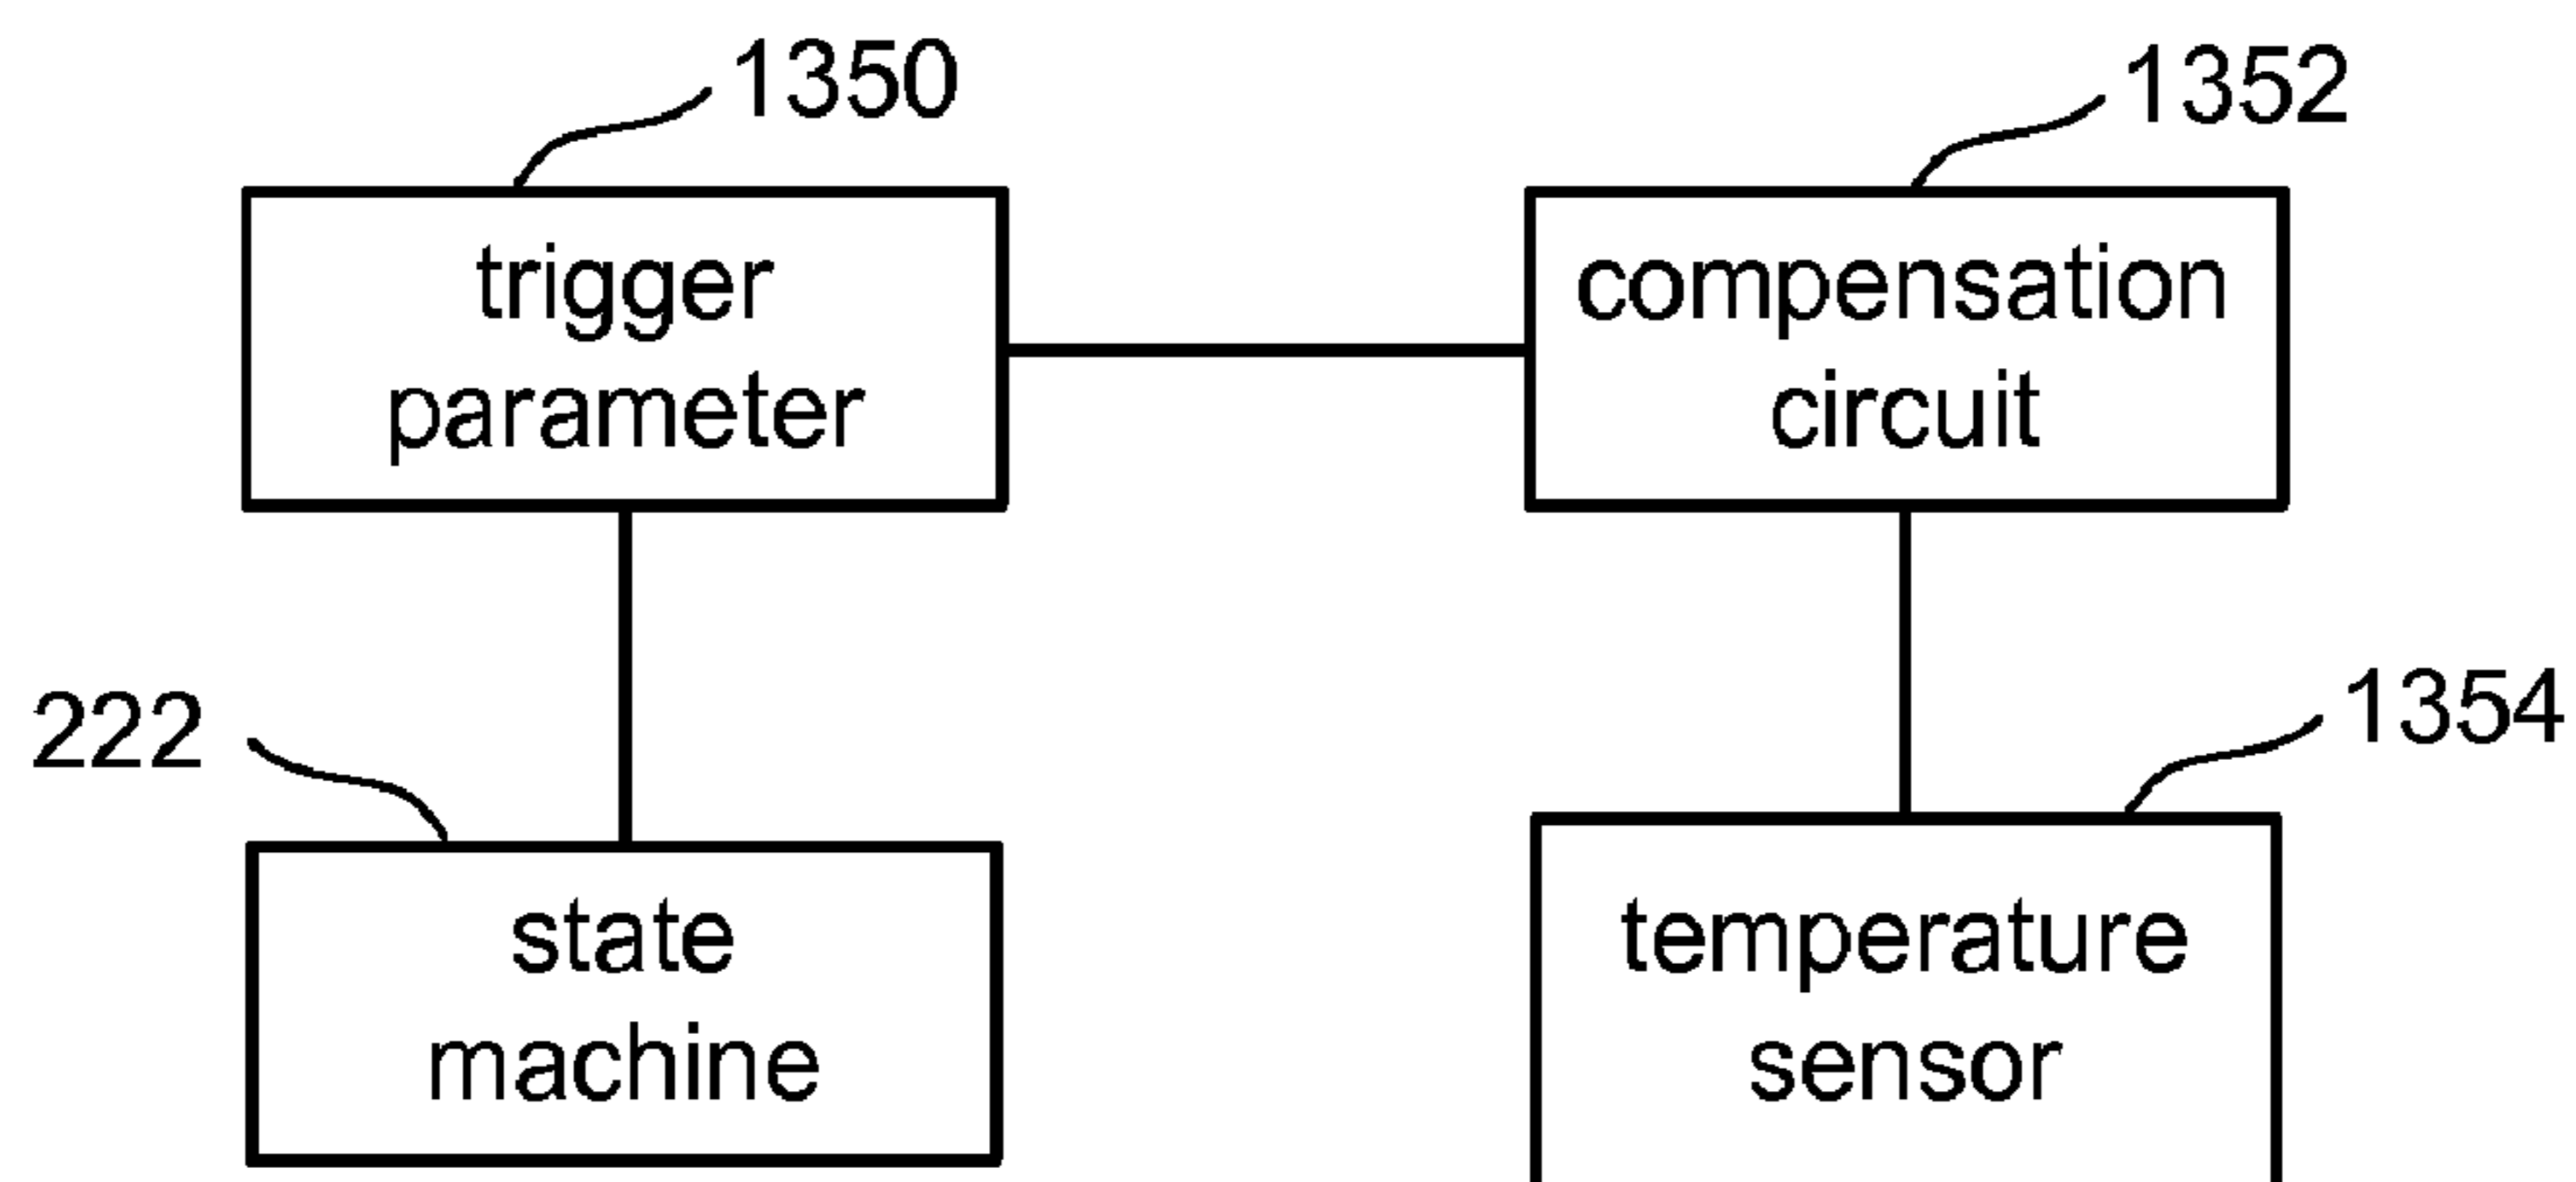 1350
1352
trigger
parameter
compensation
circuit
222
1354
state
machine
temperature
sensor